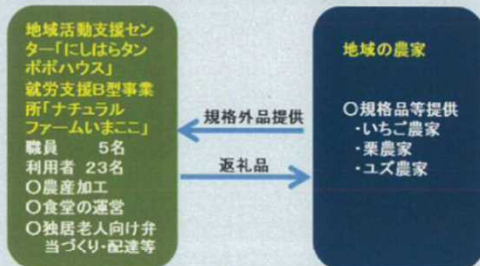 地域活動支援セン
ター「にしはらタン
ポポハウス」
就労支援B型事業
所「ナチュラル
ファームいまここ」
職員　5名
利用者　23名
〇農産加工
〇食堂の運営
〇独居老人向け弁
当づくり・配達等
規格外品提供
返礼品
地域の農家
〇規格品等提供
・いちご農家
・栗農家
・ユズ農家